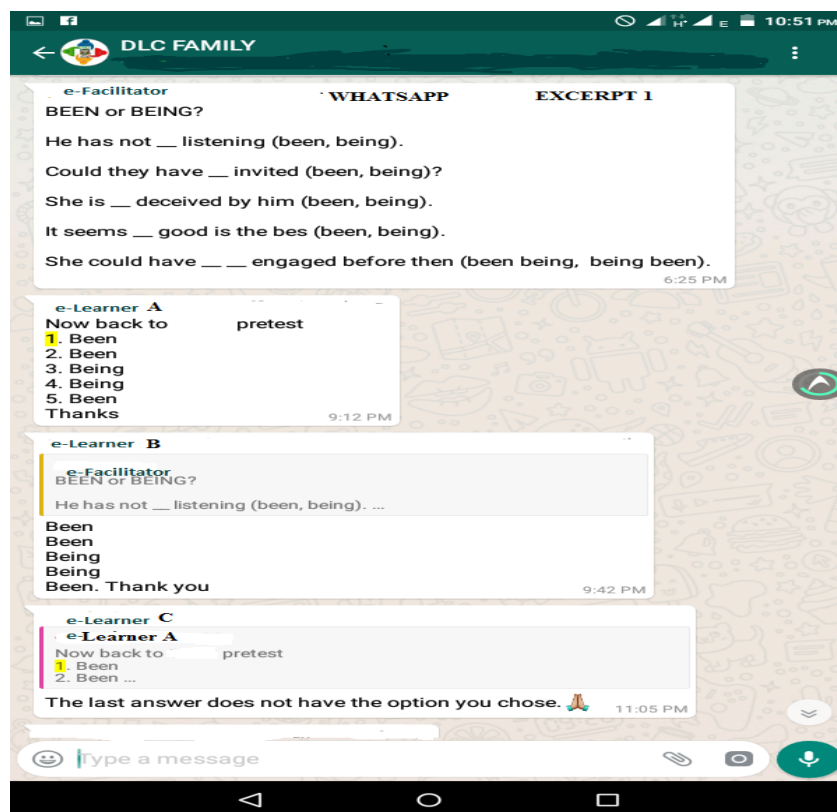 10:51 PM
DLC FAMILY
e-Facilitator
WHATSAPP EXCERPT 1
BEEN or BEING?
He has not __ listening (been, being).
Could they have __ invited (been, being)?
She is __ deceived by him (been, being).
It seems __ good is the bes (been, being).
She could have __ __ engaged before then (been being, being been).
6:25 PM
e-Learner A
Now back to pretest
1. Been
2. Been
3. Being
4. Being
5. Been
Thanks
9:12 PM
e-Learner B
e-Facilitator
BEEN or BEING?
He has not __ listening (been, being). ...
Been
Been
Being
Being
Been. Thank you
9:42 PM
e-Learner C
e-Learner A
Now back to pretest
1. Been
2. Been ...
The last answer does not have the option you chose. 🙏🏽
11:05 PM
Type a message